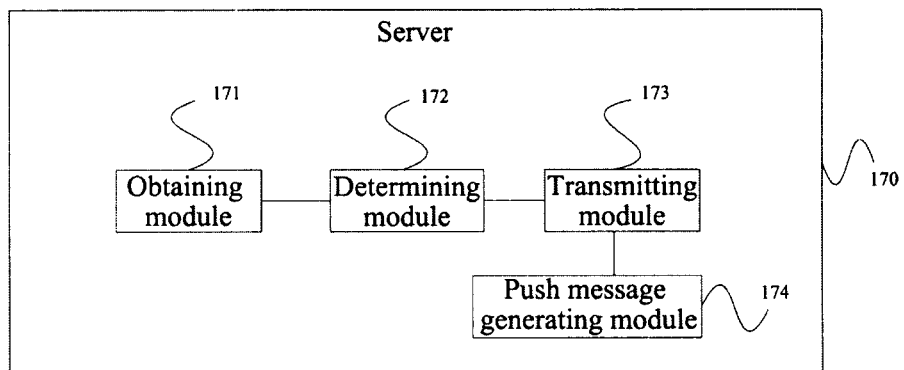 Server
171
172
173
Obtaining
module
Determining
module
Transmitting
module
170
Push message
generating module
174